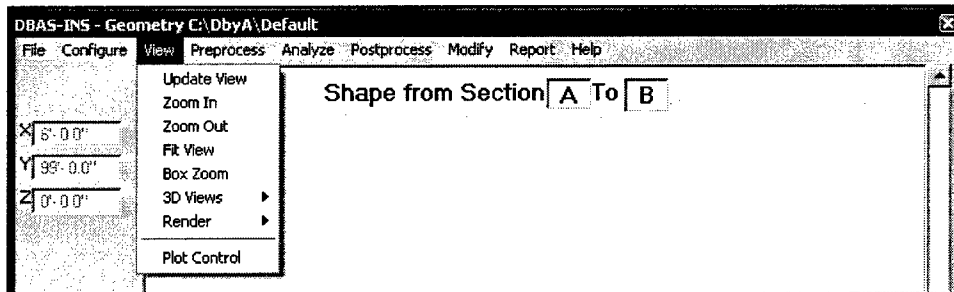 DBAS-INS - Geometry C:\DbyA\Default
File Configure View Preprocess Analyze Postprocess Modify Report Help
Update View
Zoom In
Zoom Out
Fit View
Box Zoom
3D Views
Render
Plot Control
Shape from Section A To B
X 6'- 0.0"
Y 99'- 0.0"
Z 0'- 0.0"